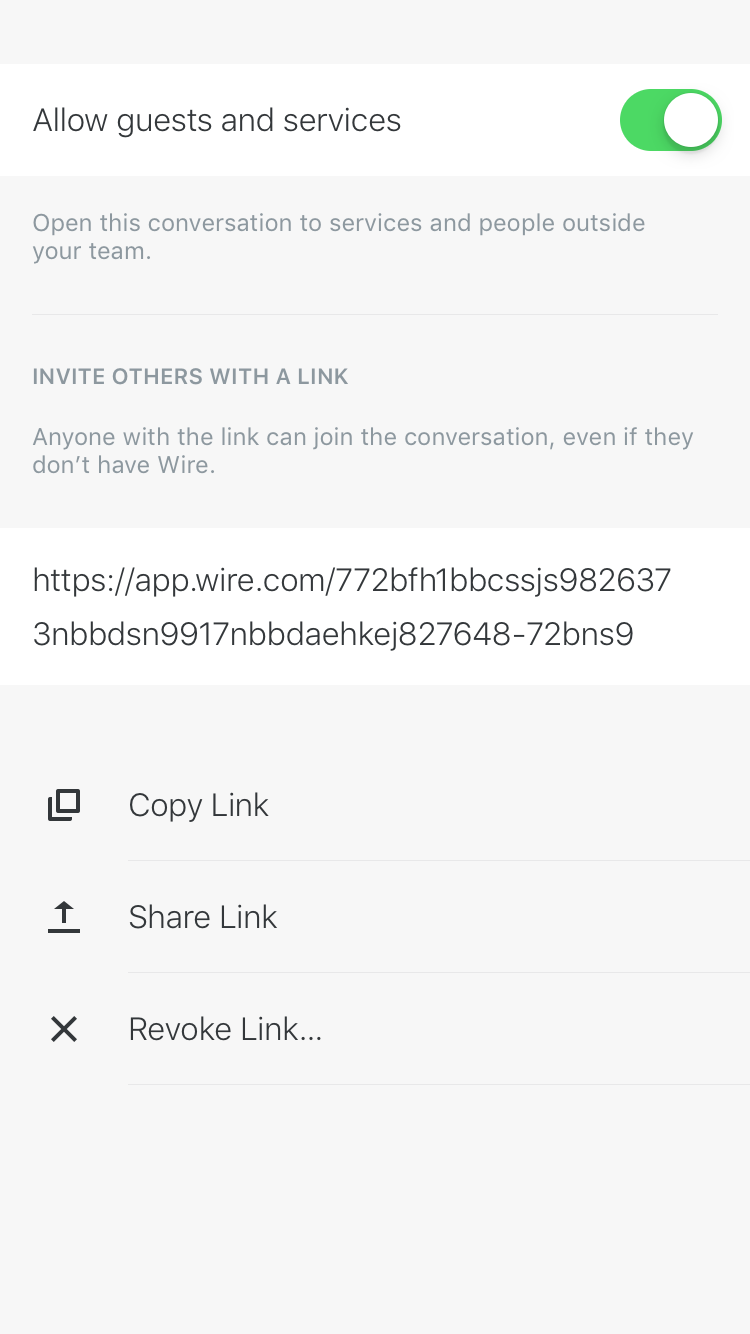 Allow guests and services
Open this conversation to services and people outside
your team.
INVITE OTHERS WITH A LINK
Anyone with the link can join the conversation, even if they
don’t have Wire.
https://app.wire.com/772bfh1bbcssjs982637
3nbbdsn9917nbbdaehkej827648-72bns9
Copy Link
Share Link
Revoke Link...